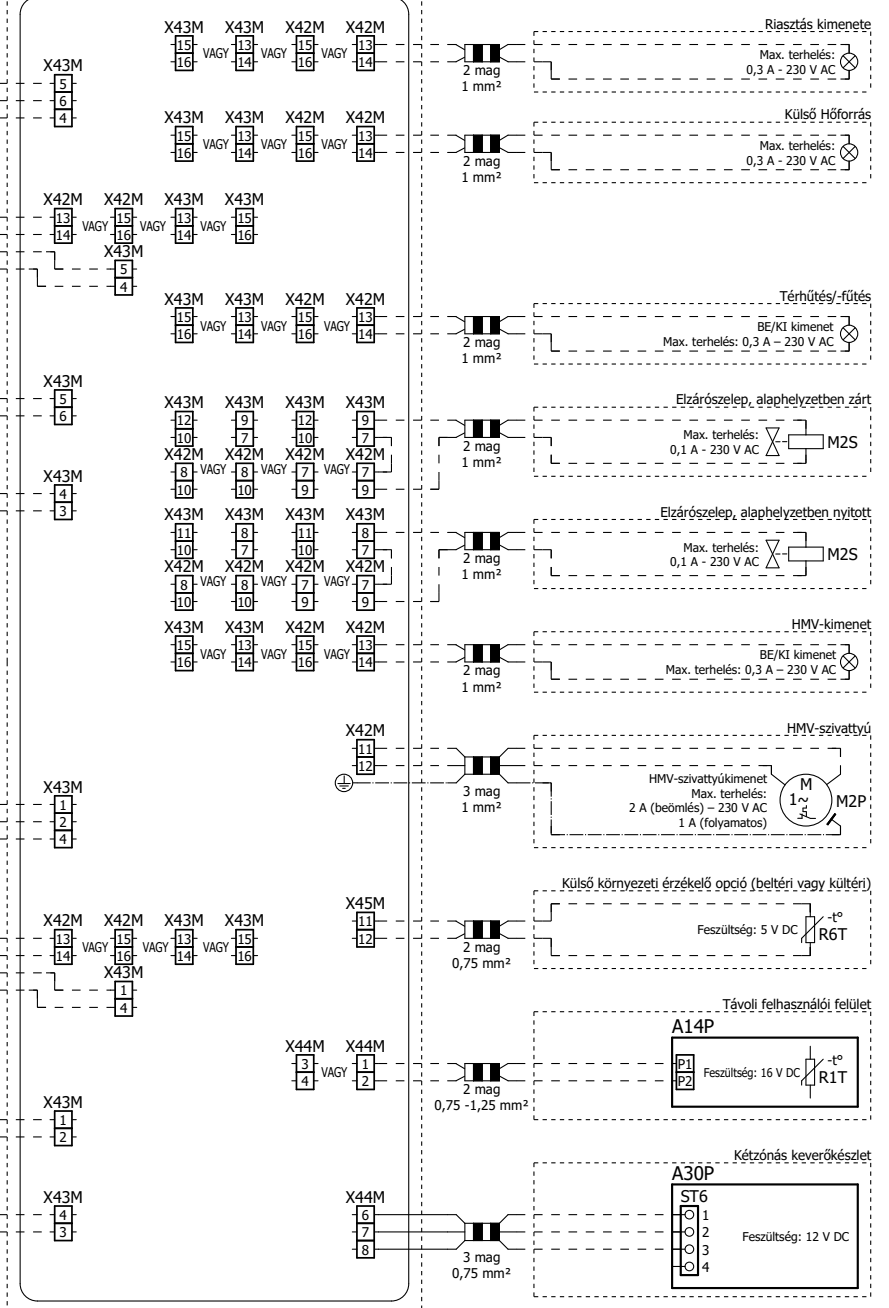 X43M X43M X42M X42M
15 VAGY 13 VAGY 15 VAGY 13
16 14 16 14
2 mag
1 mm²
Riasztás kimenete
Max. terhelés:
0,3 A - 230 V AC
X43M
5
6
4
X43M X43M X42M X42M
15 VAGY 13 VAGY 15 VAGY 13
16 14 16 14
2 mag
1 mm²
Külső Hőforrás
Max. terhelés:
0,3 A - 230 V AC
X42M X42M X43M X43M
13 VAGY 15 VAGY 13 VAGY 15
14 16 14 16
X43M
5
4
X43M X43M X42M X42M
15 VAGY 13 VAGY 15 VAGY 13
16 14 16 14
2 mag
1 mm²
Térhűtés/-fűtés
BE/KI kimenet
Max. terhelés: 0,3 A – 230 V AC
X43M
5
6
X43M X43M X43M X43M
12 9 12 9
10 7 10 7
X42M VAGY X42M VAGY X42M VAGY X42M
8 8 7 7
10 10 9 9
2 mag
1 mm²
Elzárószelep, alaphelyzetben zárt
Max. terhelés:
0,1 A - 230 V AC
M2S
X43M
4
3
X43M X43M X43M X43M
11 8 11 8
10 7 10 7
X42M VAGY X42M VAGY X42M VAGY X42M
8 8 7 7
10 10 9 9
2 mag
1 mm²
Elzárószelep, alaphelyzetben nyitott
Max. terhelés:
0,1 A - 230 V AC
M2S
X43M X43M X42M X42M
15 VAGY 13 VAGY 15 VAGY 13
16 14 16 14
2 mag
1 mm²
HMV-kimenet
BE/KI kimenet
Max. terhelés: 0,3 A – 230 V AC
X42M
11
12
3 mag
1 mm²
HMV-szivattyú
HMV-szivattyúkimenet
Max. terhelés:
2 A (beömlés) – 230 V AC
1 A (folyamatos)
M
1~
M2P
X43M
1
2
4
X45M
11
12
2 mag
0,75 mm²
Külső környezeti érzékelő opció (beltéri vagy kültéri)
Feszültség: 5 V DC
-t°
R6T
X42M X42M X43M X43M
13 VAGY 15 VAGY 13 VAGY 15
14 16 14 16
X43M
1
4
X44M X44M
3 VAGY 1
4 2
2 mag
0,75 -1,25 mm²
Távoli felhasználói felület
A14P
P1
P2
Feszültség: 16 V DC
-t°
R1T
X43M
1
2
X43M
4
3
X44M
6
7
8
3 mag
0,75 mm²
Kétzónás keverőkészlet
A30P
ST6
1
2
3
4
Feszültség: 12 V DC